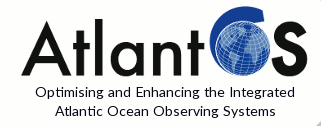 AtlantOS
Optimising and Enhancing the Integrated
Atlantic Ocean Observing Systems